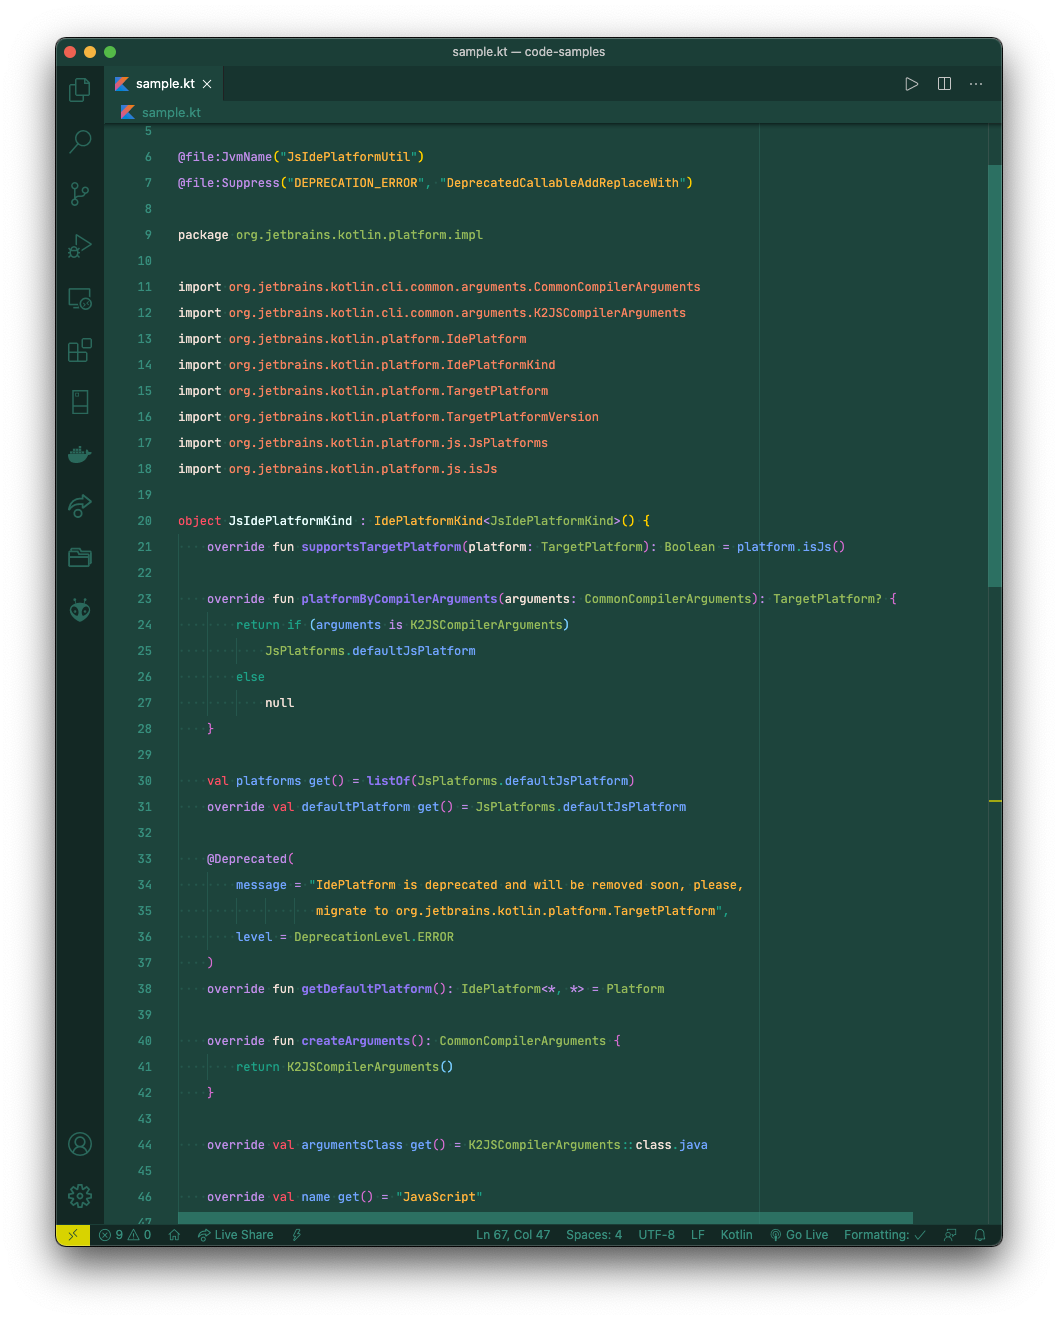 sample.kt — code-samples
sample.kt
sample.kt
5
6 @file:JvmName("JsIdePlatformUtil")
7 @file:Suppress("DEPRECATION_ERROR", "DeprecatedCallableAddReplaceWith")
8
9 package org.jetbrains.kotlin.platform.impl
10
11 import org.jetbrains.kotlin.cli.common.arguments.CommonCompilerArguments
12 import org.jetbrains.kotlin.cli.common.arguments.K2JSCompilerArguments
13 import org.jetbrains.kotlin.platform.IdePlatform
14 import org.jetbrains.kotlin.platform.IdePlatformKind
15 import org.jetbrains.kotlin.platform.TargetPlatform
16 import org.jetbrains.kotlin.platform.TargetPlatformVersion
17 import org.jetbrains.kotlin.platform.js.JsPlatforms
18 import org.jetbrains.kotlin.platform.js.isJs
19
20 object JsIdePlatformKind : IdePlatformKind<JsIdePlatformKind>() {
21     override fun supportsTargetPlatform(platform: TargetPlatform): Boolean = platform.isJs()
22
23     override fun platformByCompilerArguments(arguments: CommonCompilerArguments): TargetPlatform? {
24         return if (arguments is K2JSCompilerArguments)
25             JsPlatforms.defaultJsPlatform
26         else
27             null
28     }
29
30     val platforms get() = listOf(JsPlatforms.defaultJsPlatform)
31     override val defaultPlatform get() = JsPlatforms.defaultJsPlatform
32
33     @Deprecated(
34         message = "IdePlatform is deprecated and will be removed soon, please,
35                    migrate to org.jetbrains.kotlin.platform.TargetPlatform",
36         level = DeprecationLevel.ERROR
37     )
38     override fun getDefaultPlatform(): IdePlatform<*, *> = Platform
39
40     override fun createArguments(): CommonCompilerArguments {
41         return K2JSCompilerArguments()
42     }
43
44     override val argumentsClass get() = K2JSCompilerArguments::class.java
45
46     override val name get() = "JavaScript"
47
9 0 Live Share Ln 67, Col 47 Spaces: 4 UTF-8 LF Kotlin Go Live Formatting: ✓